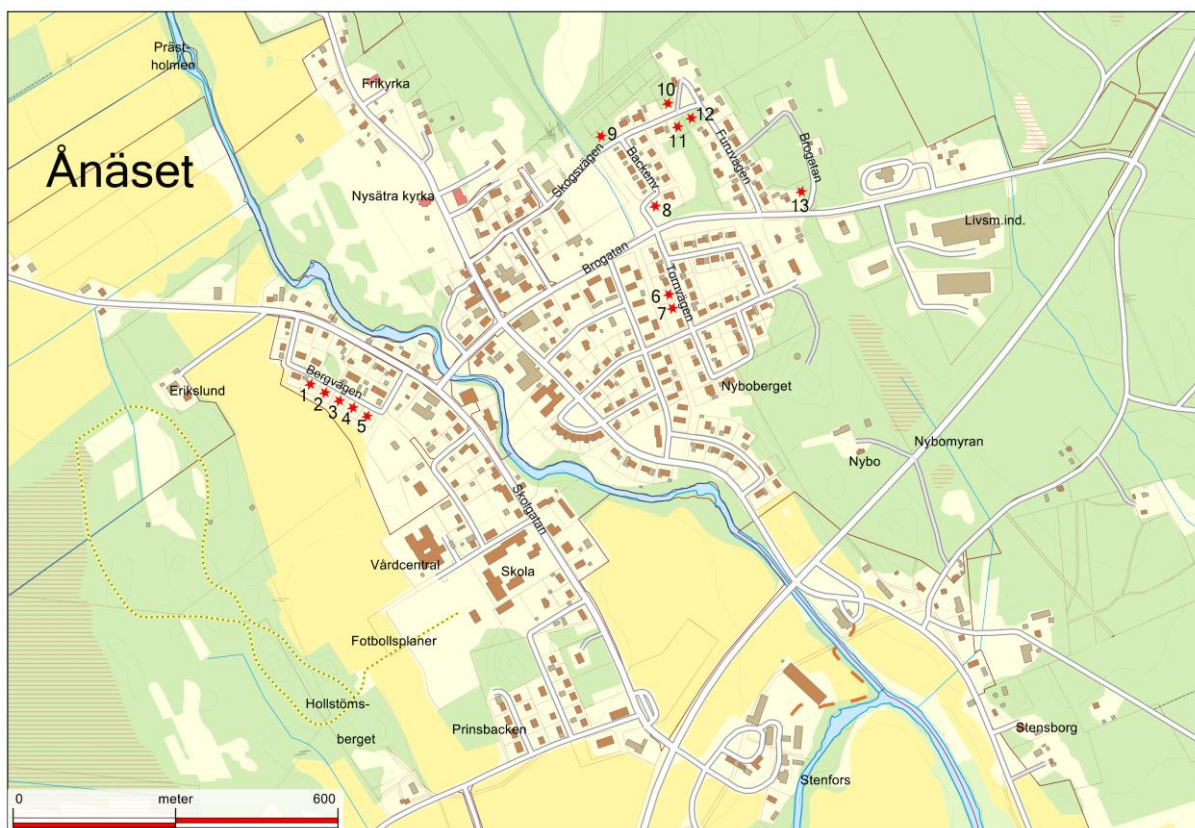 Präst-
holmen
Frikyrka
Ånäset
Nysätra kyrka
10
12
11
9
Skogsvägen
Backenv.
Furuvägen
Brogatan
8
13
Livsm.ind.
Brogatan
Tornvägen
6
7
Erikslund
Bergvägen
1
2
3
4
5
Nyboberget
Nybo
Nybomyran
Skolgatan
Vårdcentral
Skola
Fotbollsplaner
Hollstöms-
berget
Prinsbacken
Stensborg
Stenfors
0 meter 600